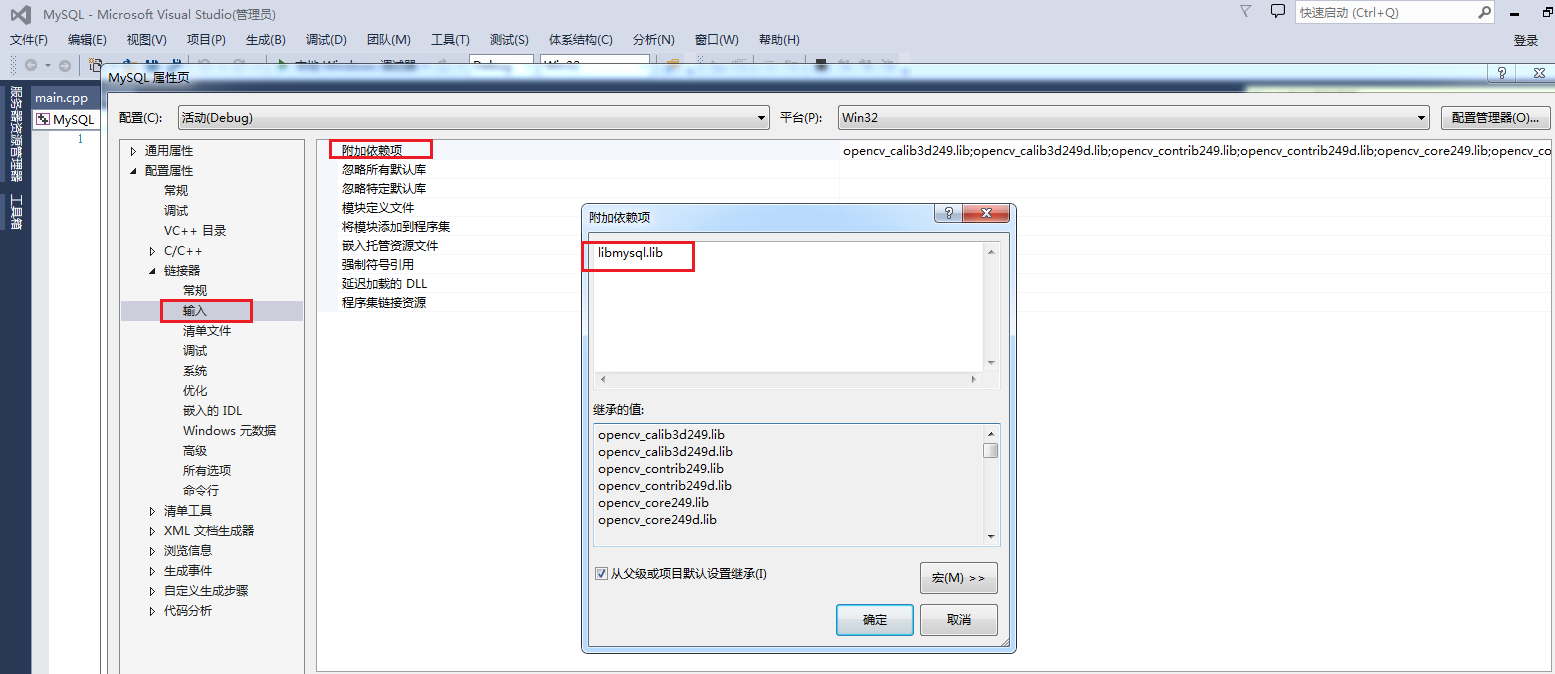 MySQL - Microsoft Visual Studio(管理员)
快速启动 (Ctrl+Q)
文件(F) 编辑(E) 视图(V) 项目(P) 生成(B) 调试(D) 团队(M) 工具(T) 测试(S) 体系结构(C) 分析(N) 窗口(W) 帮助(H)
登录
MySQL 属性页
服务器资源管理器
工具箱
main.cpp
MySQL
1
配置(C):
活动(Debug)
平台(P):
Win32
配置管理器(O)...
通用属性
配置属性
常规
调试
VC++ 目录
C/C++
链接器
常规
输入
清单文件
调试
系统
优化
嵌入的 IDL
Windows 元数据
高级
所有选项
命令行
清单工具
XML 文档生成器
浏览信息
生成事件
自定义生成步骤
代码分析
附加依赖项
opencv_calib3d249.lib;opencv_calib3d249d.lib;opencv_contrib249.lib;opencv_contrib249d.lib;opencv_core249.lib;opencv_co
忽略所有默认库
忽略特定默认库
模块定义文件
将模块添加到程序集
嵌入托管资源文件
强制符号引用
延迟加载的 DLL
程序集链接资源
附加依赖项
libmysql.lib
继承的值:
opencv_calib3d249.lib
opencv_calib3d249d.lib
opencv_contrib249.lib
opencv_contrib249d.lib
opencv_core249.lib
opencv_core249d.lib
从父级或项目默认设置继承(I)
宏(M) >>
确定
取消